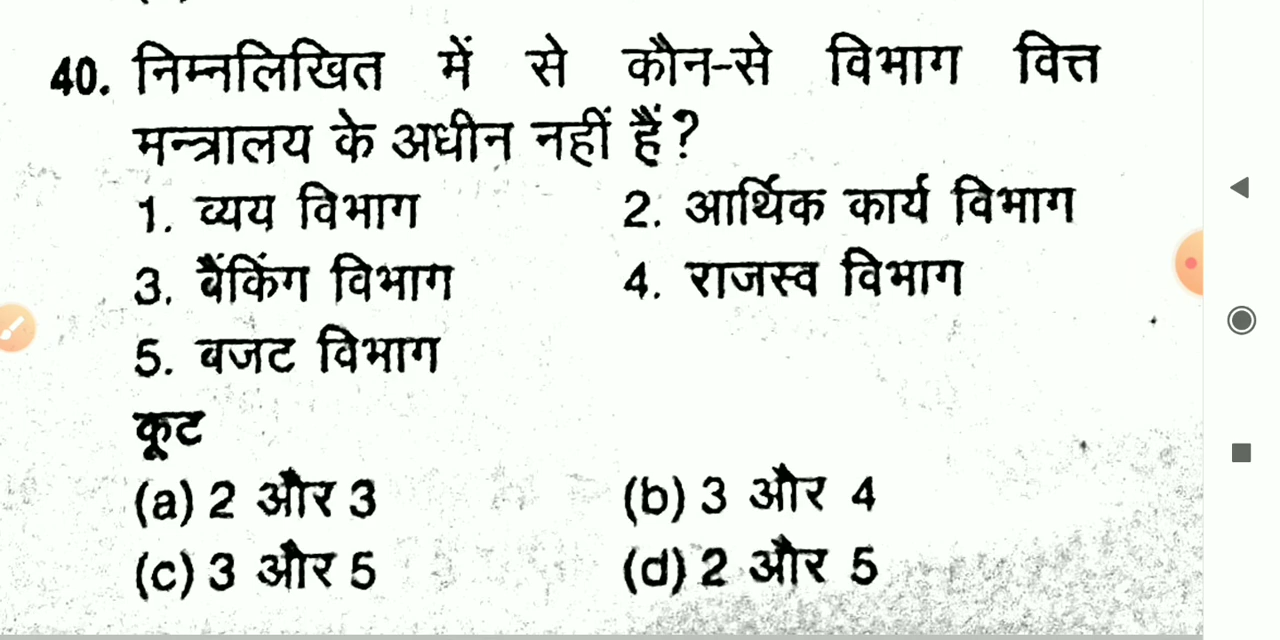 40. निम्नलिखित में से कौन-से विभाग वित्त
मन्त्रालय के अधीन नहीं हैं?
1. व्यय विभाग 2. आर्थिक कार्य विभाग
3. बैंकिंग विभाग 4. राजस्व विभाग
5. बजट विभाग
कूट
(a) 2 और 3 (b) 3 और 4
(c) 3 और 5 (d) 2 और 5